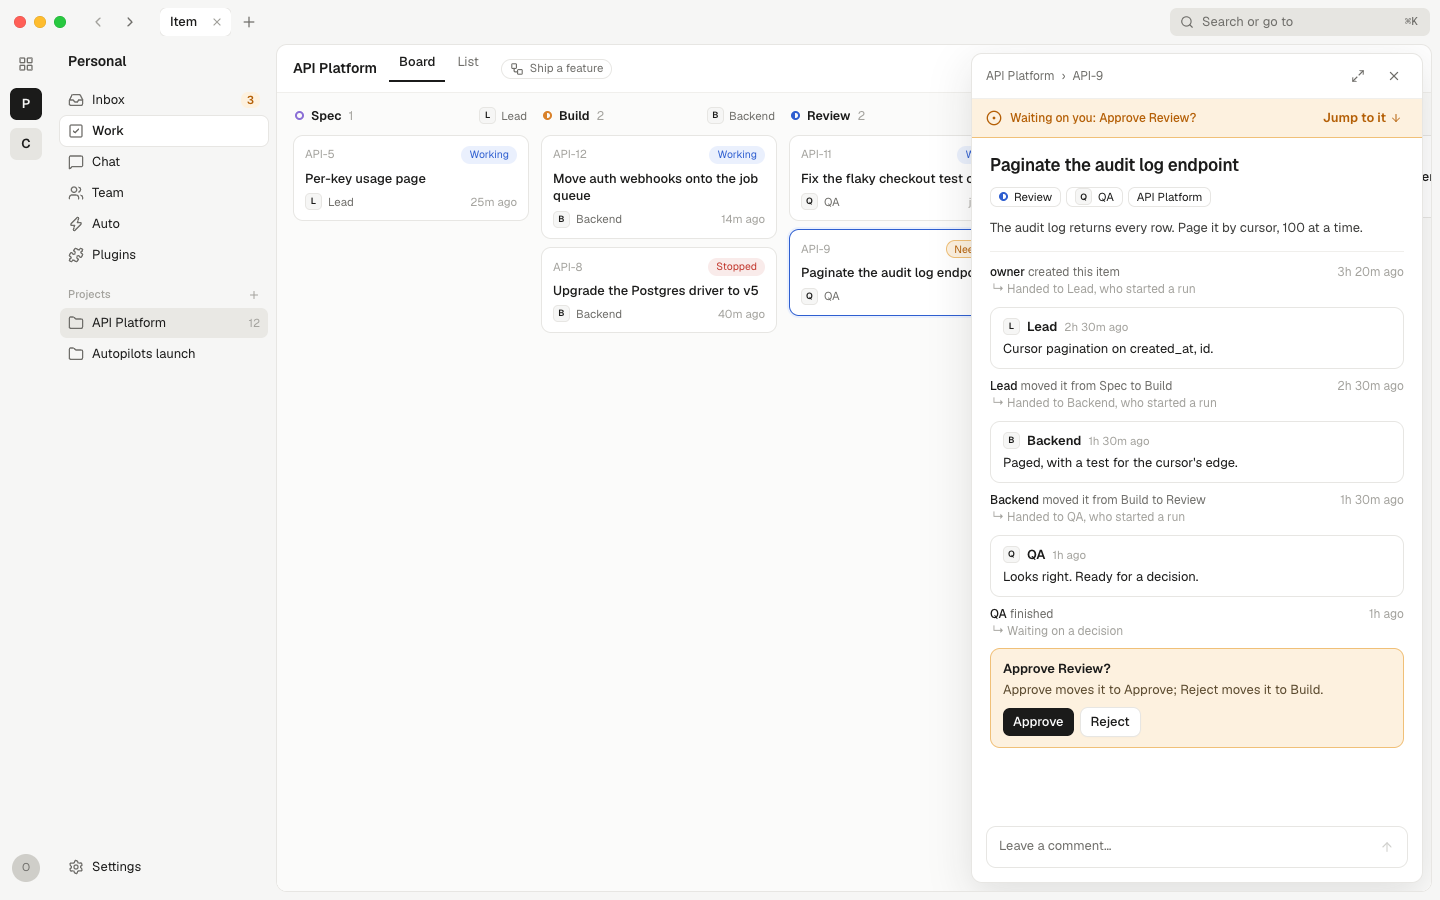 Item
Search or go to
⌘K
P
C
Personal
Inbox 3
Work
Chat
Team
Auto
Plugins
Projects
API Platform 12
Autopilots launch
O
Settings
API Platform
Board
List
Ship a feature
Spec 1
L Lead
API-5
Working
Per-key usage page
L Lead
25m ago
Build 2
B Backend
API-12
Working
Move auth webhooks onto the job
queue
B Backend
14m ago
API-8
Stopped
Upgrade the Postgres driver to v5
B Backend
40m ago
Review 2
API-11
Fix the flaky checkout test
Q QA
API-9
Paginate the audit log
Q QA
API Platform › API-9
Waiting on you: Approve Review?
Jump to it ↓
Paginate the audit log endpoint
Review
Q QA
API Platform
The audit log returns every row. Page it by cursor, 100 at a time.
owner created this item
3h 20m ago
Handed to Lead, who started a run
L Lead 2h 30m ago
Cursor pagination on created_at, id.
Lead moved it from Spec to Build
2h 30m ago
Handed to Backend, who started a run
B Backend 1h 30m ago
Paged, with a test for the cursor's edge.
Backend moved it from Build to Review
1h 30m ago
Handed to QA, who started a run
Q QA 1h ago
Looks right. Ready for a decision.
QA finished
1h ago
Waiting on a decision
Approve Review?
Approve moves it to Approve; Reject moves it to Build.
Approve
Reject
Leave a comment…